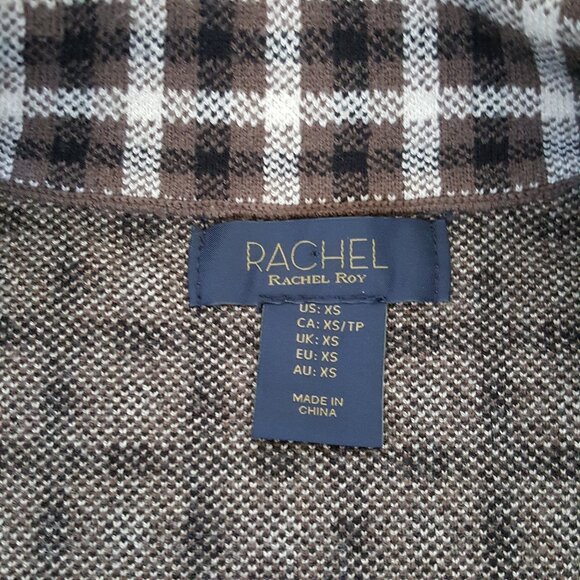 RACHEL
RACHEL ROY
US: XS
CA: XS/TP
UK: XS
EU: XS
AU: XS
MADE IN
CHINA